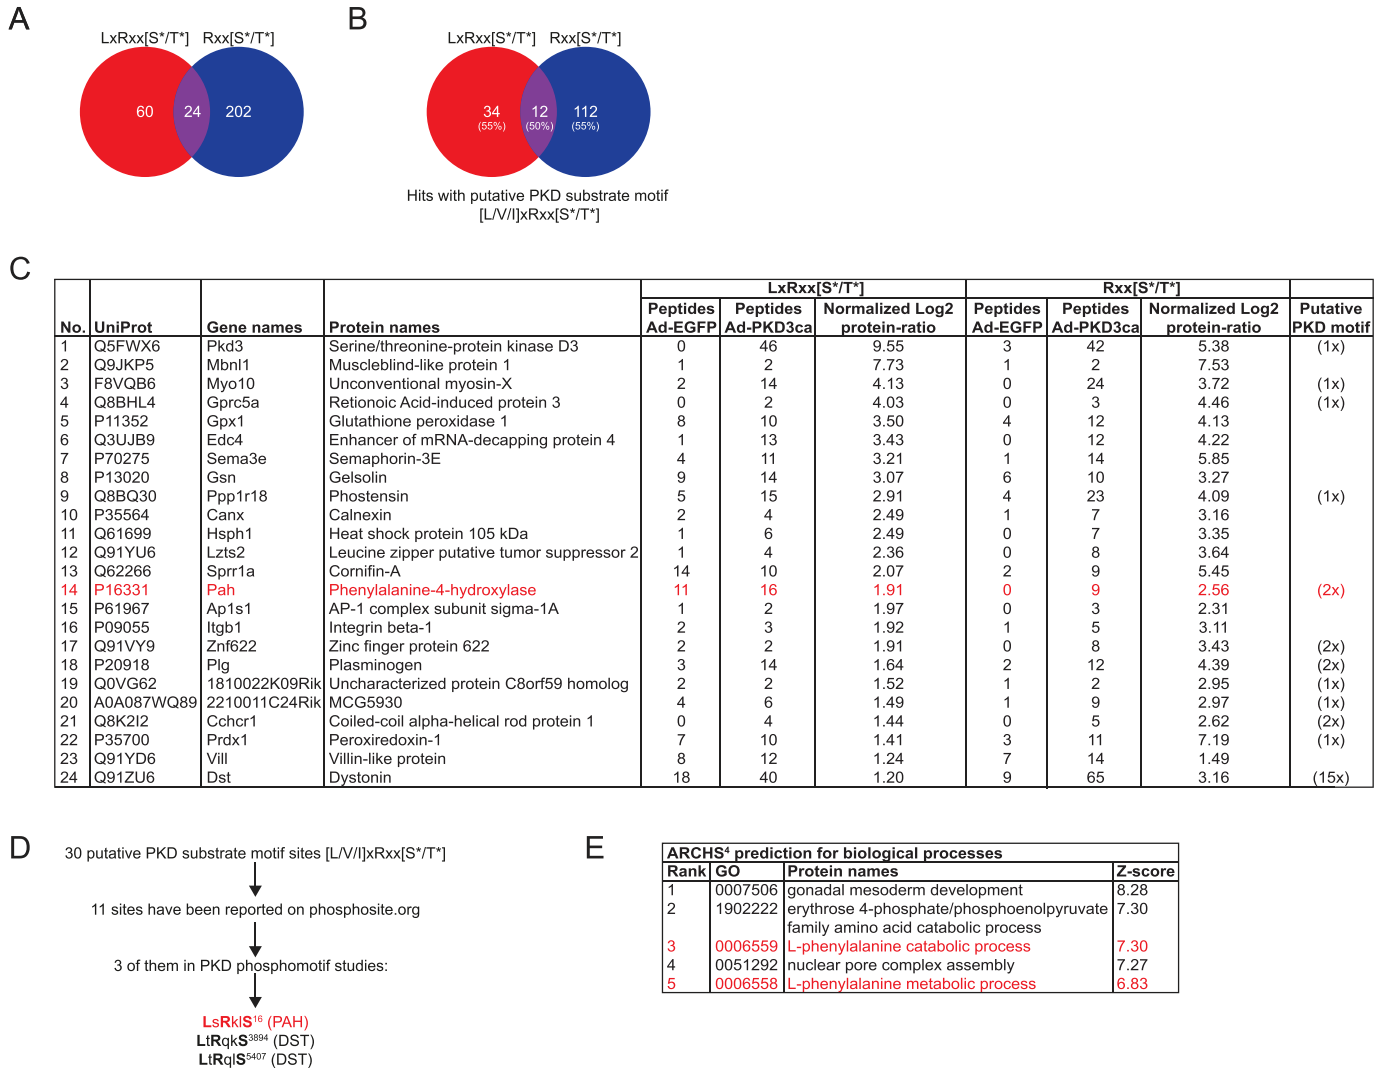 A
LxRxx[S*/T*] Rxx[S*/T*]
60 24 202
B
LxRxx[S*/T*] Rxx[S*/T*]
34 12 112
(55%) (50%) (55%)
Hits with putative PKD substrate motif
[L/V/I]xRxx[S*/T*]
C
LxRxx[S*/T*] Rxx[S*/T*]
Peptides Peptides Normalized Log2 Peptides Peptides Normalized Log2 Putative
No. UniProt Gene names Protein names Ad-EGFP Ad-PKD3ca protein-ratio Ad-EGFP Ad-PKD3ca protein-ratio PKD motif
1 Q5FWX6 Pkd3 Serine/threonine-protein kinase D3 0 46 9.55 3 42 5.38 (1x)
2 Q9JKP5 Mbnl1 Muscleblind-like protein 1 1 2 7.73 1 2 7.53
3 F8VQB6 Myo10 Unconventional myosin-X 2 14 4.13 0 24 3.72 (1x)
4 Q8BHL4 Gprc5a Retionoic Acid-induced protein 3 0 2 4.03 0 3 4.46 (1x)
5 P11352 Gpx1 Glutathione peroxidase 1 8 10 3.50 4 12 4.13
6 Q3UJB9 Edc4 Enhancer of mRNA-decapping protein 4 1 13 3.43 0 12 4.22
7 P70275 Sema3e Semaphorin-3E 4 11 3.21 1 14 5.85
8 P13020 Gsn Gelsolin 9 14 3.07 6 10 3.27
9 Q8BQ30 Ppp1r18 Phostensin 5 15 2.91 4 23 4.09 (1x)
10 P35564 Canx Calnexin 2 4 2.49 1 7 3.16
11 Q61699 Hsph1 Heat shock protein 105 kDa 1 6 2.49 0 7 3.35
12 Q91YU6 Lzts2 Leucine zipper putative tumor suppressor 2 1 4 2.36 0 8 3.64
13 Q62266 Sprr1a Cornifin-A 14 10 2.07 2 9 5.45
14 P16331 Pah Phenylalanine-4-hydroxylase 11 16 1.91 0 9 2.56 (2x)
15 P61967 Ap1s1 AP-1 complex subunit sigma-1A 1 2 1.97 0 3 2.31
16 P09055 Itgb1 Integrin beta-1 2 3 1.92 1 5 3.11
17 Q91VY9 Znf622 Zinc finger protein 622 2 2 1.91 0 8 3.43 (2x)
18 P20918 Plg Plasminogen 3 14 1.64 2 12 4.39 (2x)
19 Q0VG62 1810022K09Rik Uncharacterized protein C8orf59 homolog 2 2 1.52 1 2 2.95 (1x)
20 A0A087WQ89 2210011C24Rik MCG5930 4 6 1.49 1 9 2.97 (1x)
21 Q8K2I2 Cchcr1 Coiled-coil alpha-helical rod protein 1 0 4 1.44 0 5 2.62 (2x)
22 P35700 Prdx1 Peroxiredoxin-1 7 10 1.41 3 11 7.19 (1x)
23 Q91YD6 Vill Villin-like protein 8 12 1.24 7 14 1.49
24 Q91ZU6 Dst Dystonin 18 40 1.20 9 65 3.16 (15x)
D
30 putative PKD substrate motif sites [L/V/I]xRxx[S*/T*]
11 sites have been reported on phosphosite.org
3 of them in PKD phosphomotif studies:
LsRklS16 (PAH)
LtRqkS3894 (DST)
LtRqlS5407 (DST)
E
ARCHS4 prediction for biological processes
Rank GO Protein names Z-score
1 0007506 gonadal mesoderm development 8.28
2 1902222 erythrose 4-phosphate/phosphoenolpyruvate 7.30
family amino acid catabolic process
3 0006559 L-phenylalanine catabolic process 7.30
4 0051292 nuclear pore complex assembly 7.27
5 0006558 L-phenylalanine metabolic process 6.83